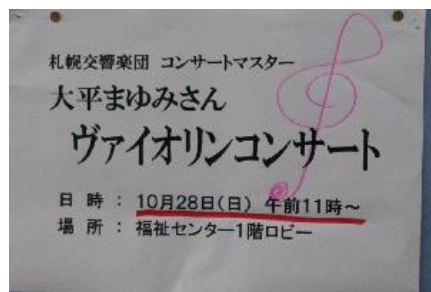 札幌交響楽団 コンサートマスター
大平まゆみさん
ヴァイオリンコンサート
日 時 : 10月28日(日) 午前11時～
場 所 : 福祉センター1階ロビー